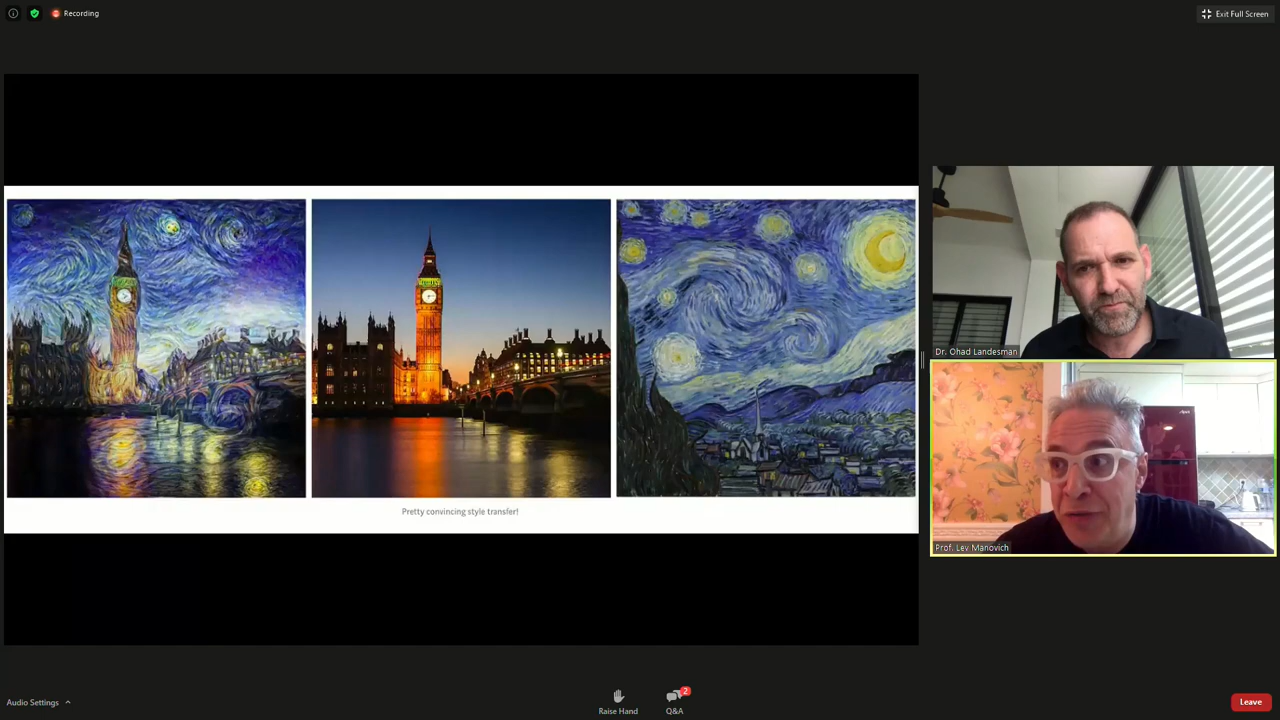 Recording
Exit Full Screen
Pretty convincing style transfer!
Dr. Ohad Landesman
Prof. Lev Manovich
Audio Settings
Raise Hand
2
Q&A
Leave